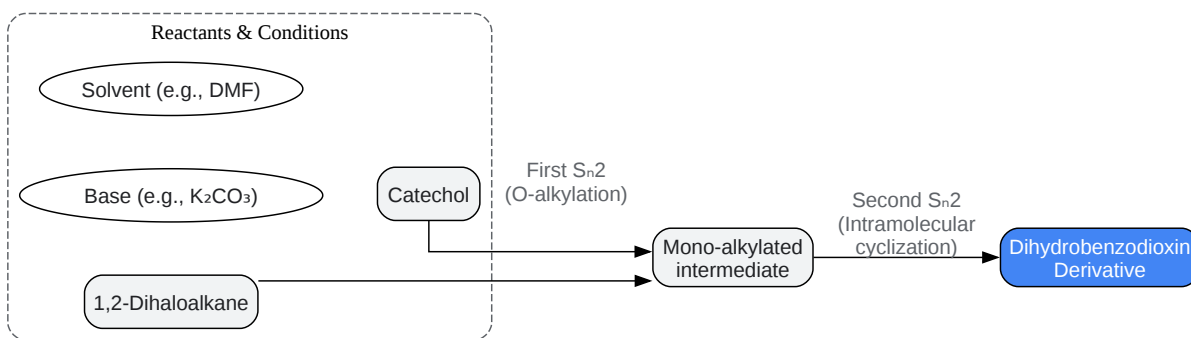 Reactants & Conditions
Solvent (e.g., DMF)
Base (e.g., K₂CO₃)
Catechol
1,2-Dihaloalkane
First Sₙ2
(O-alkylation)
Mono-alkylated
intermediate
Second Sₙ2
(Intramolecular
cyclization)
Dihydrobenzodioxin
Derivative